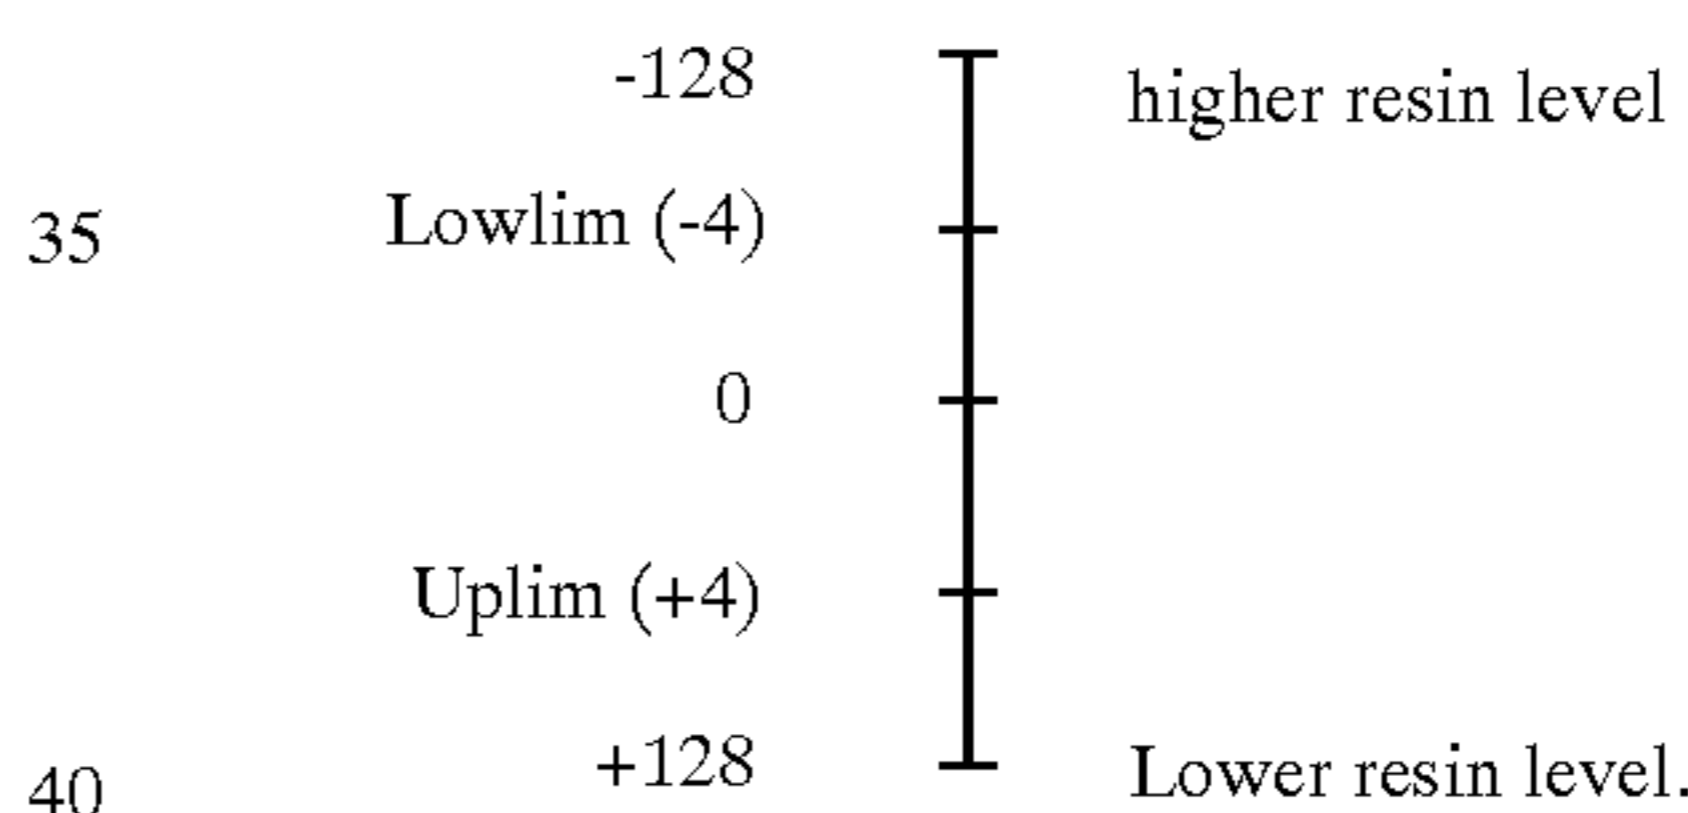 -128 higher resin level
35 Lowlim (-4)
0
Uplim (+4)
+128 Lower resin level.
40